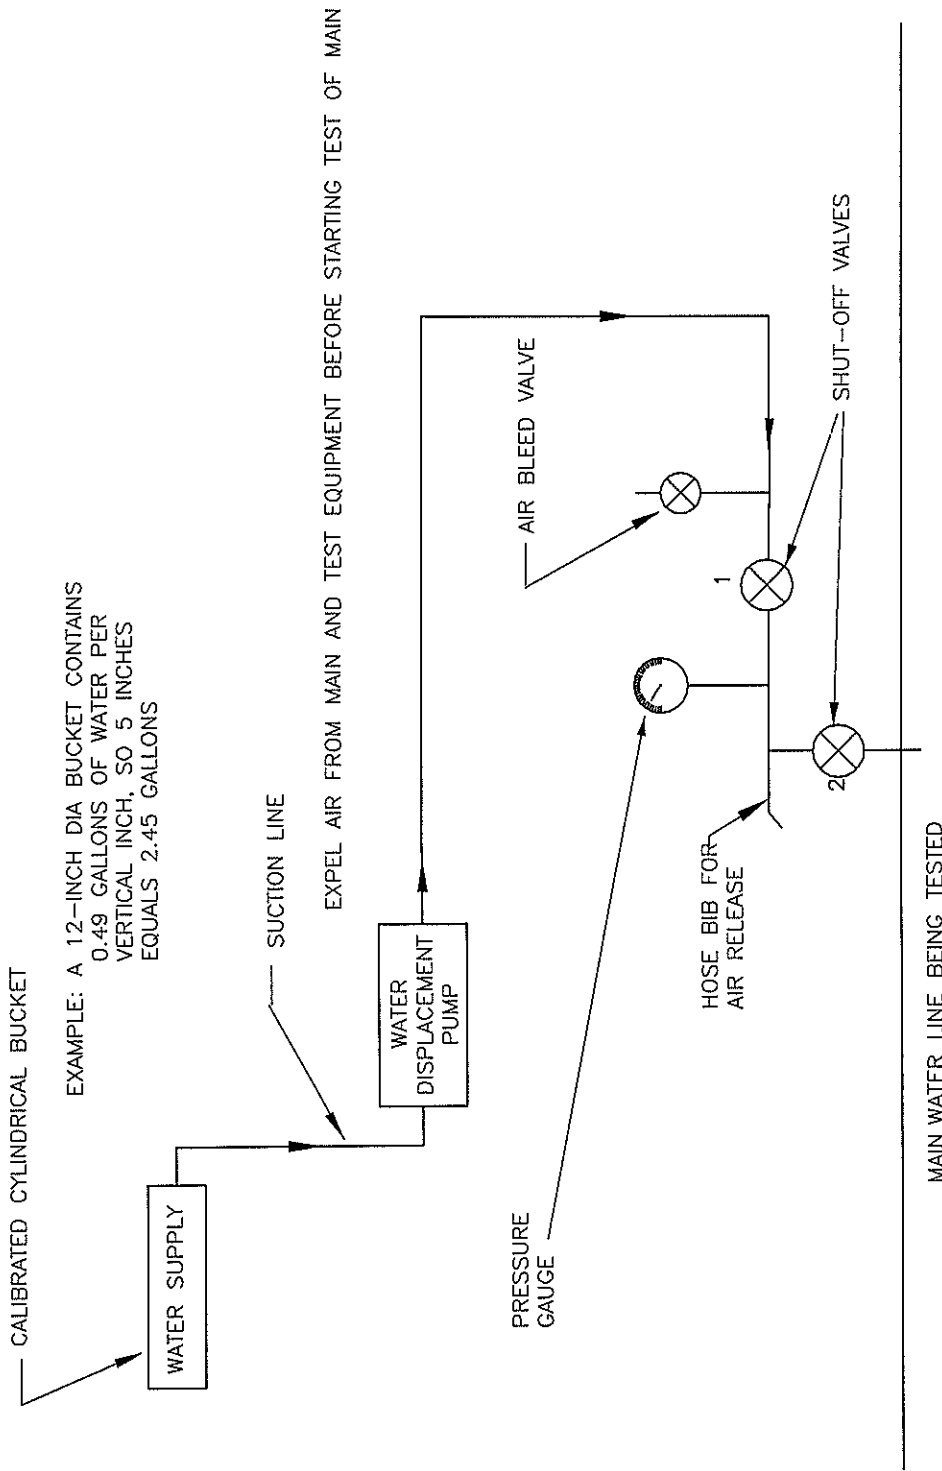 CALIBRATED CYLINDRICAL BUCKET
EXAMPLE: A 12-INCH DIA BUCKET CONTAINS
0.49 GALLONS OF WATER PER
VERTICAL INCH, SO 5 INCHES
EQUALS 2.45 GALLONS
WATER SUPPLY
SUCTION LINE
EXPEL AIR FROM MAIN AND TEST EQUIPMENT BEFORE STARTING TEST OF MAIN
WATER
DISPLACEMENT
PUMP
PRESSURE
GAUGE
AIR BLEED VALVE
HOSE BIB FOR
AIR RELEASE
1
2
SHUT-OFF VALVES
MAIN WATER LINE BEING TESTED